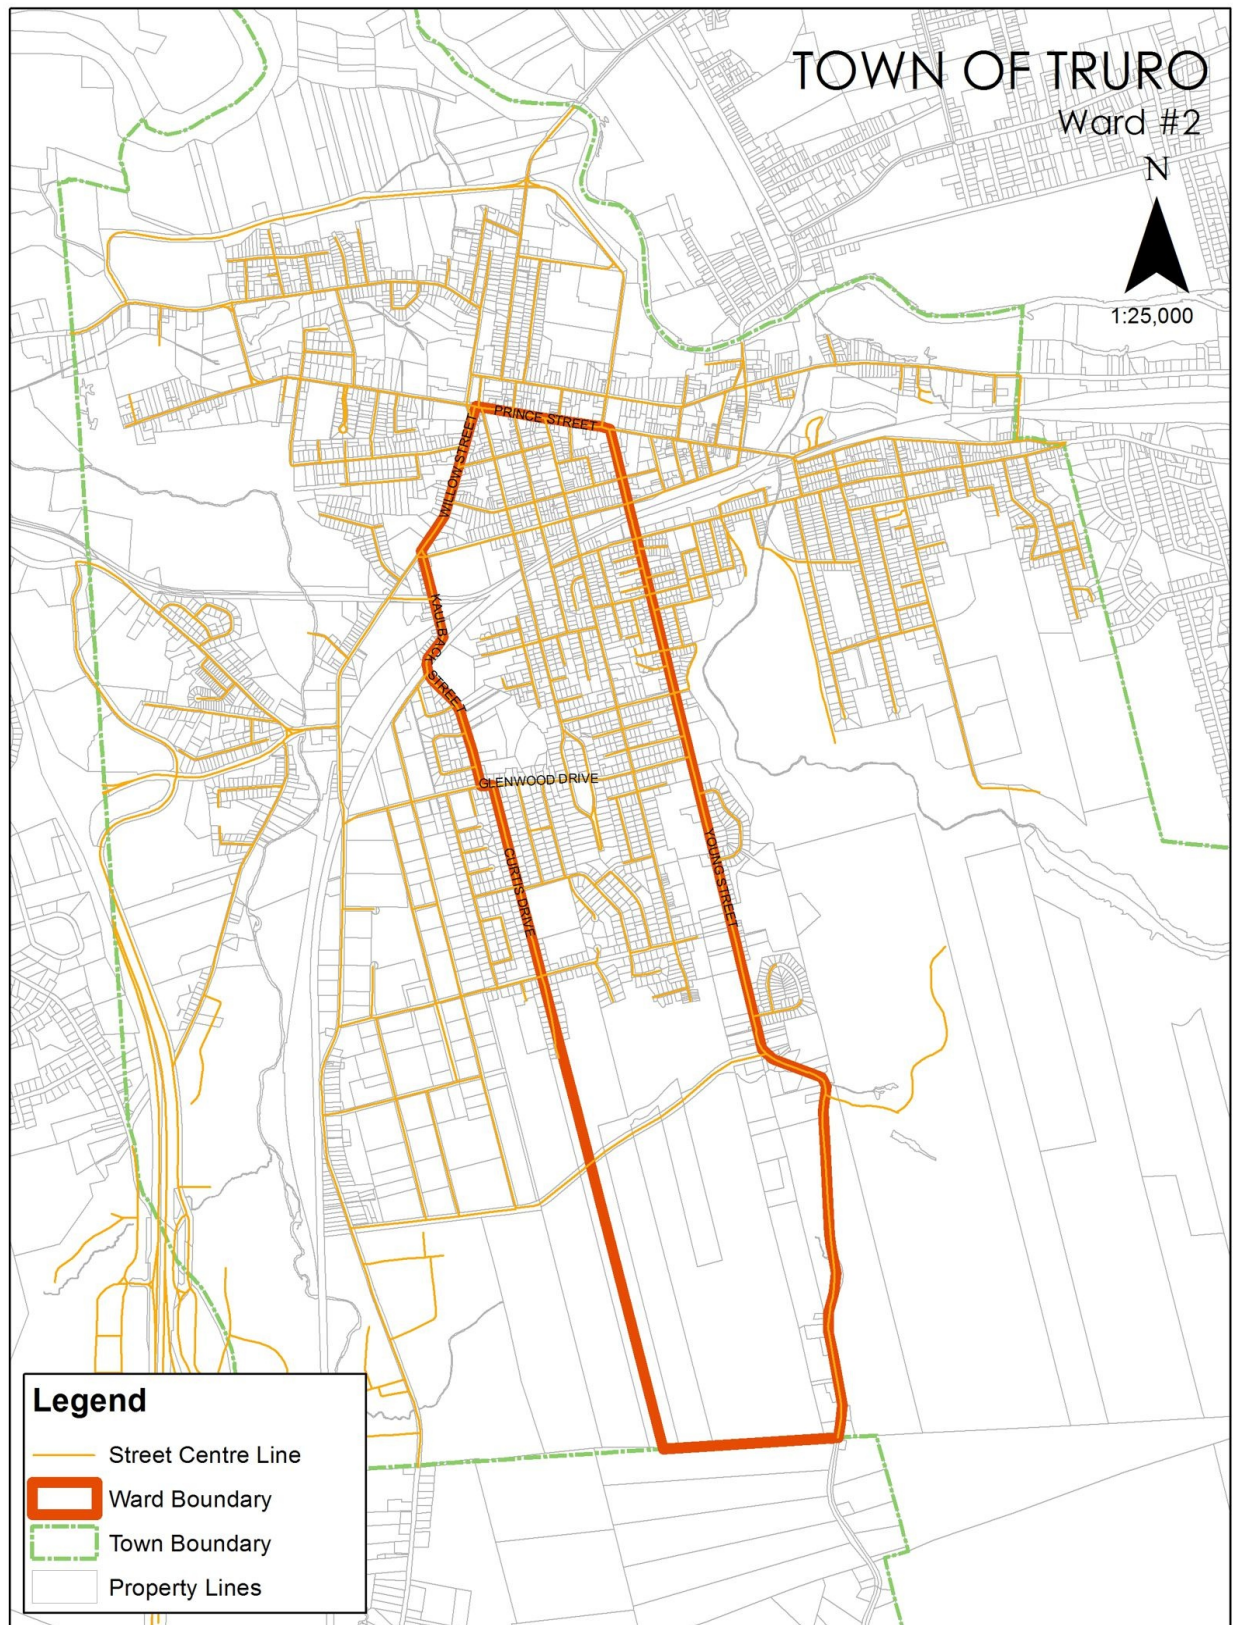 TOWN OF TRURO
Ward #2
N
1:25,000
PRINCE STREET
WILLOW STREET
KAULBACK STREET
GLENWOOD DRIVE
CURTIS DRIVE
YOUNG STREET
Legend
Street Centre Line
Ward Boundary
Town Boundary
Property Lines